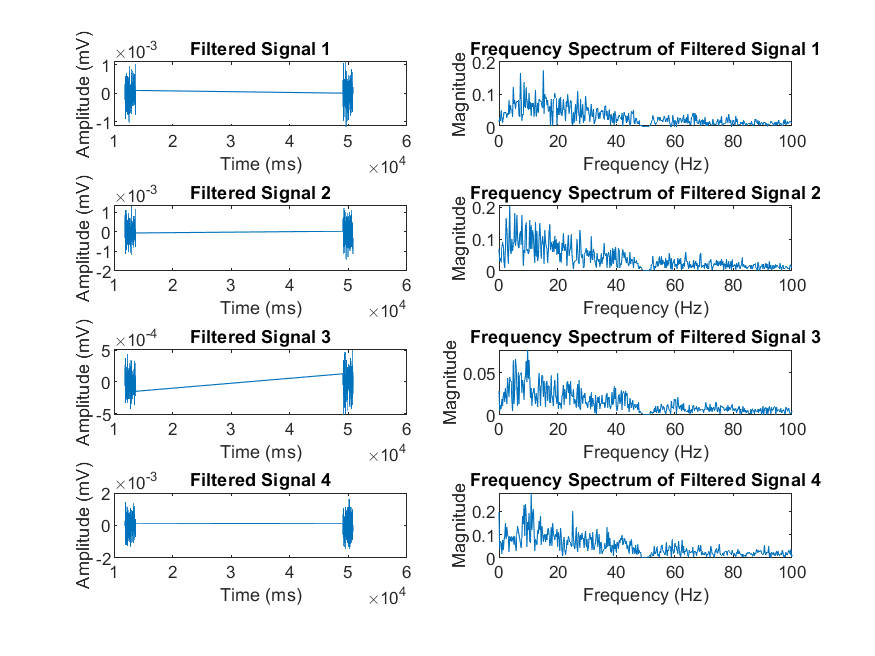 Filtered Signal 1
×10-3
Amplitude (mV)
1
0
-1
1 2 3 4 5 6
Time (ms)
×104
Frequency Spectrum of Filtered Signal 1
Magnitude
0.2
0.1
0
0 20 40 60 80 100
Frequency (Hz)
Filtered Signal 2
×10-3
Amplitude (mV)
1
0
-1
-2
1 2 3 4 5 6
Time (ms)
×104
Frequency Spectrum of Filtered Signal 2
Magnitude
0.2
0.1
0
0 20 40 60 80 100
Frequency (Hz)
Filtered Signal 3
×10-4
Amplitude (mV)
5
0
-5
1 2 3 4 5 6
Time (ms)
×104
Frequency Spectrum of Filtered Signal 3
Magnitude
0.05
0
0 20 40 60 80 100
Frequency (Hz)
Filtered Signal 4
×10-3
Amplitude (mV)
2
0
-2
1 2 3 4 5 6
Time (ms)
×104
Frequency Spectrum of Filtered Signal 4
Magnitude
0.2
0.1
0
0 20 40 60 80 100
Frequency (Hz)